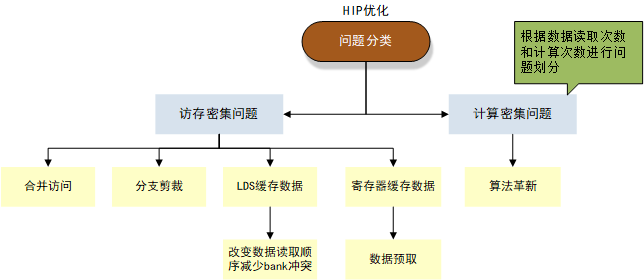 HIP优化
问题分类
根据数据读取次数
和计算次数进行问
题划分
访存密集问题
计算密集问题
合并访问
分支剪裁
LDS缓存数据
寄存器缓存数据
算法革新
改变数据读取顺
序减少bank冲突
数据预取